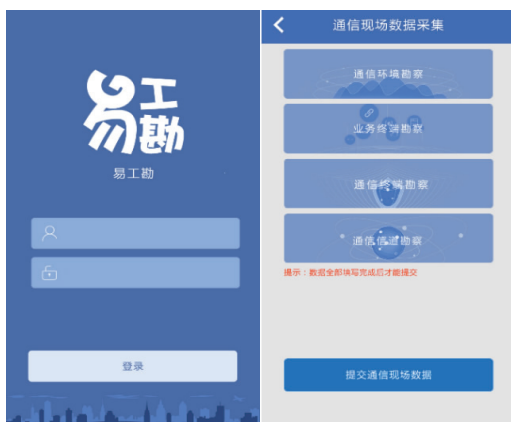 易工勘
易工勘
登录
通信现场数据采集
通信环境勘察
业务终端勘察
通信终端勘察
通信信道勘察
提示：数据全部填写完成后才能提交
提交通信现场数据